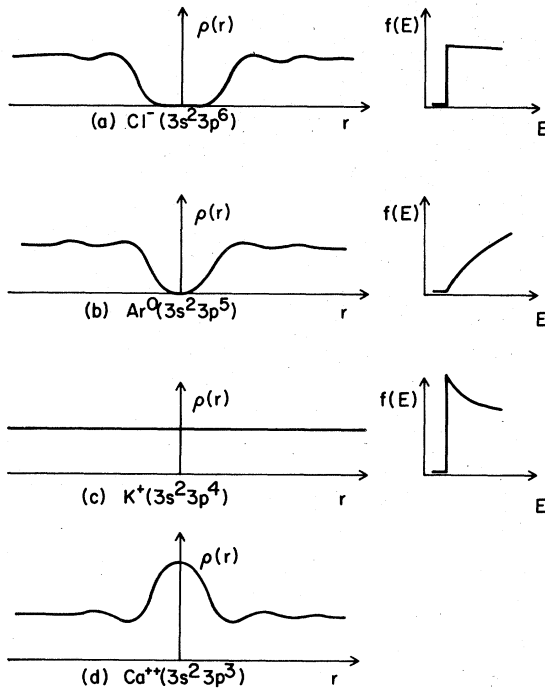 ρ(r)
f(E)
(a) Cl⁻(3s²3p⁶)
r
E
ρ(r)
f(E)
(b) Ar⁰(3s²3p⁵)
r
E
ρ(r)
f(E)
(c) K⁺(3s²3p⁴)
r
E
ρ(r)
(d) Ca⁺⁺(3s²3p³)
r